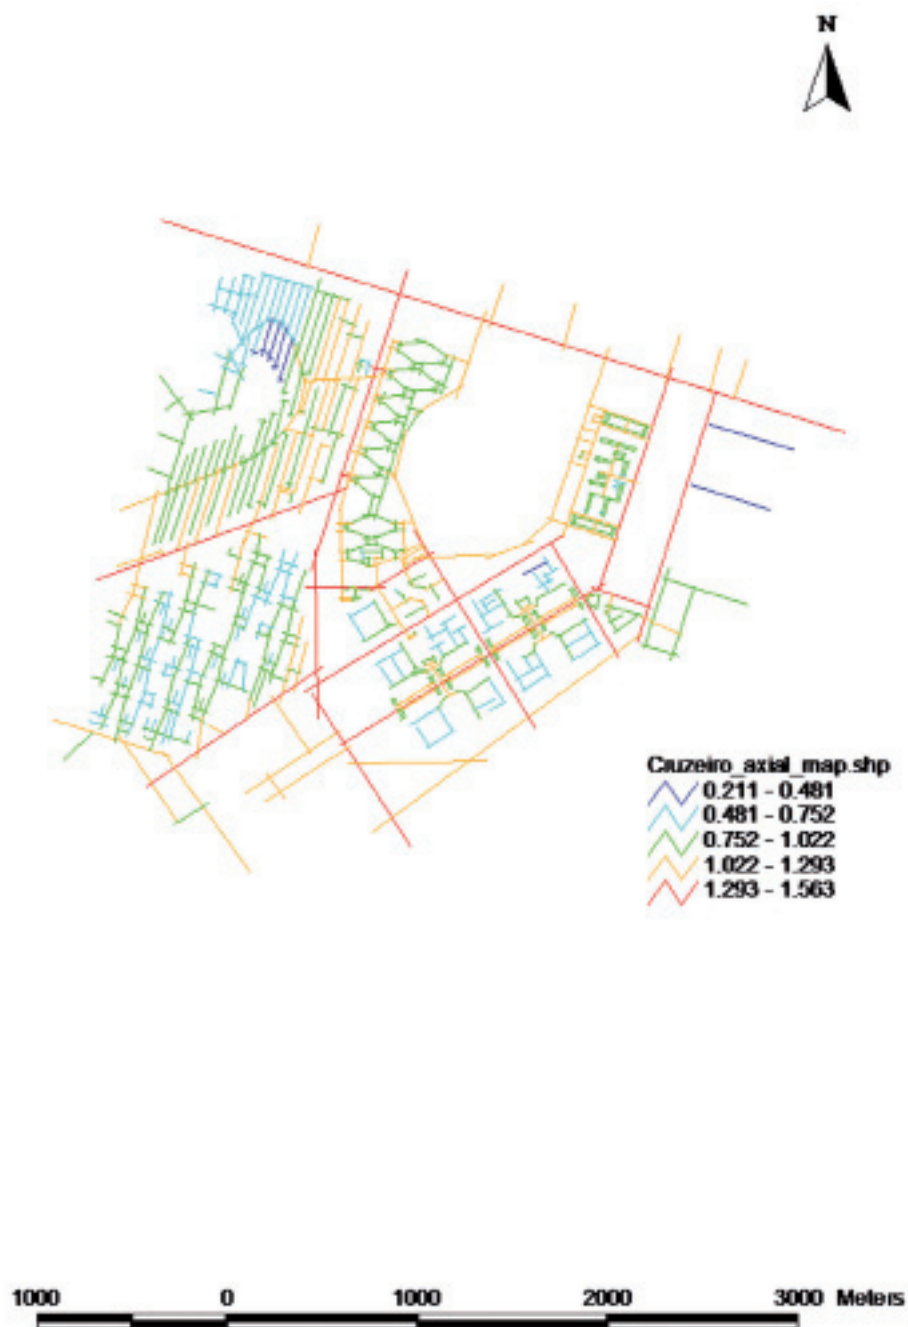 N
Cruzeiro_axial_map.shp
0.211 - 0.481
0.481 - 0.752
0.752 - 1.022
1.022 - 1.293
1.293 - 1.563
1000 0 1000 2000 3000 Meters